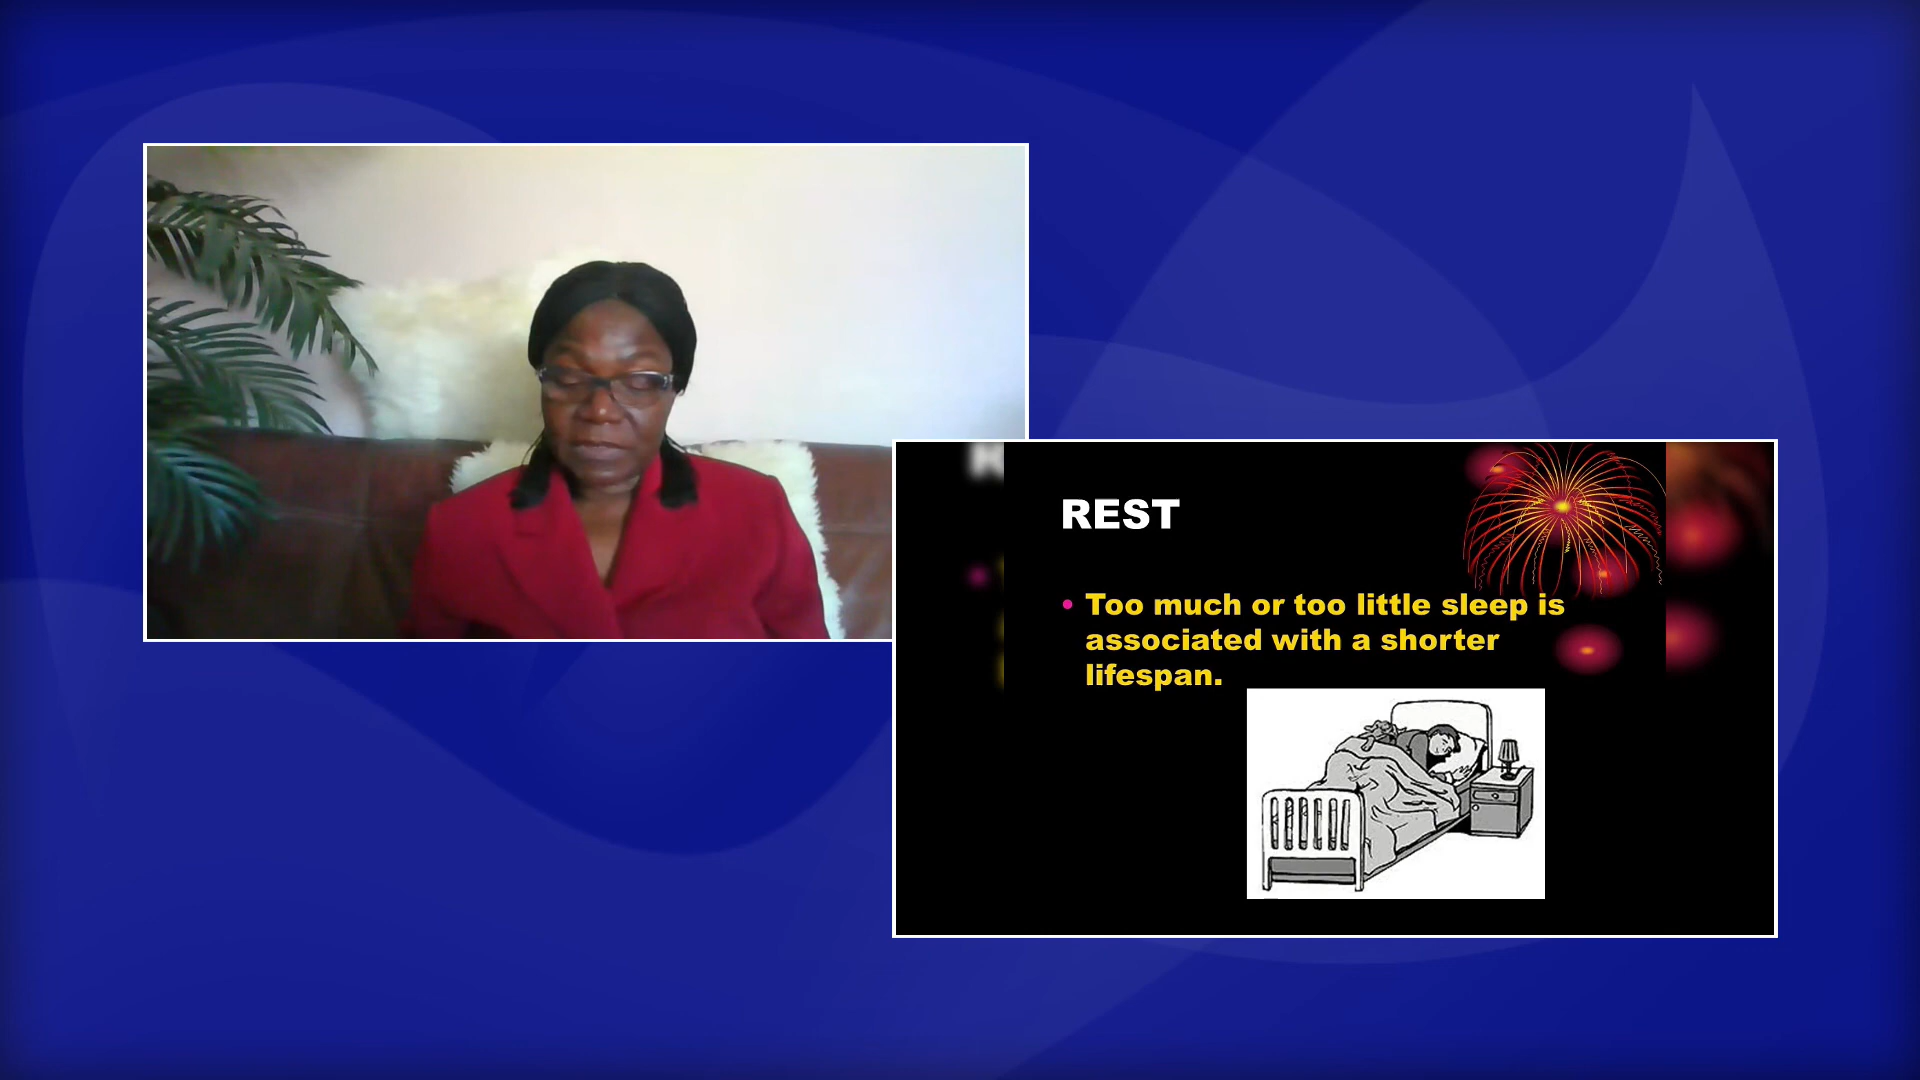 REST
• Too much or too little sleep is
associated with a shorter
lifespan.